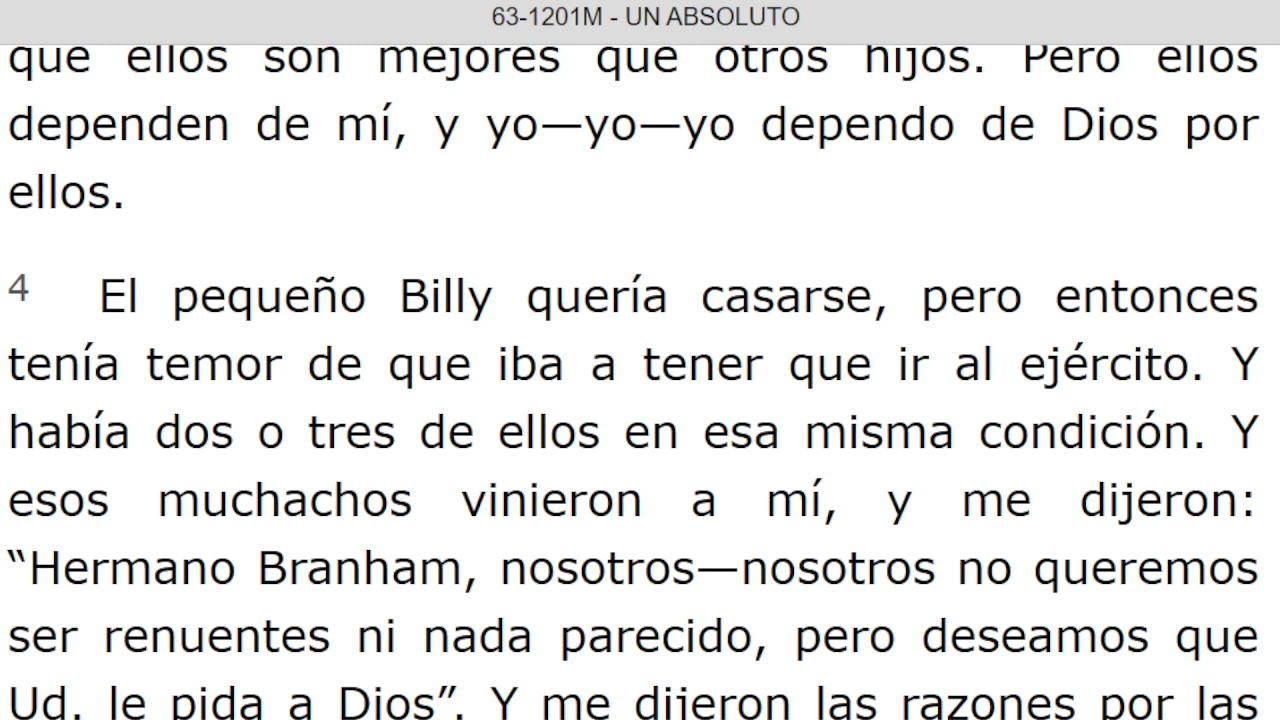 63-1201M - UN ABSOLUTO
que ellos son mejores que otros hijos. Pero ellos
dependen de mí, y yo—yo—yo dependo de Dios por
ellos.
4 El pequeño Billy quería casarse, pero entonces
tenía temor de que iba a tener que ir al ejército. Y
había dos o tres de ellos en esa misma condición. Y
esos muchachos vinieron a mí, y me dijeron:
“Hermano Branham, nosotros—nosotros no queremos
ser renuentes ni nada parecido, pero deseamos que
Ud. le pida a Dios”. Y me dijeron las razones por las